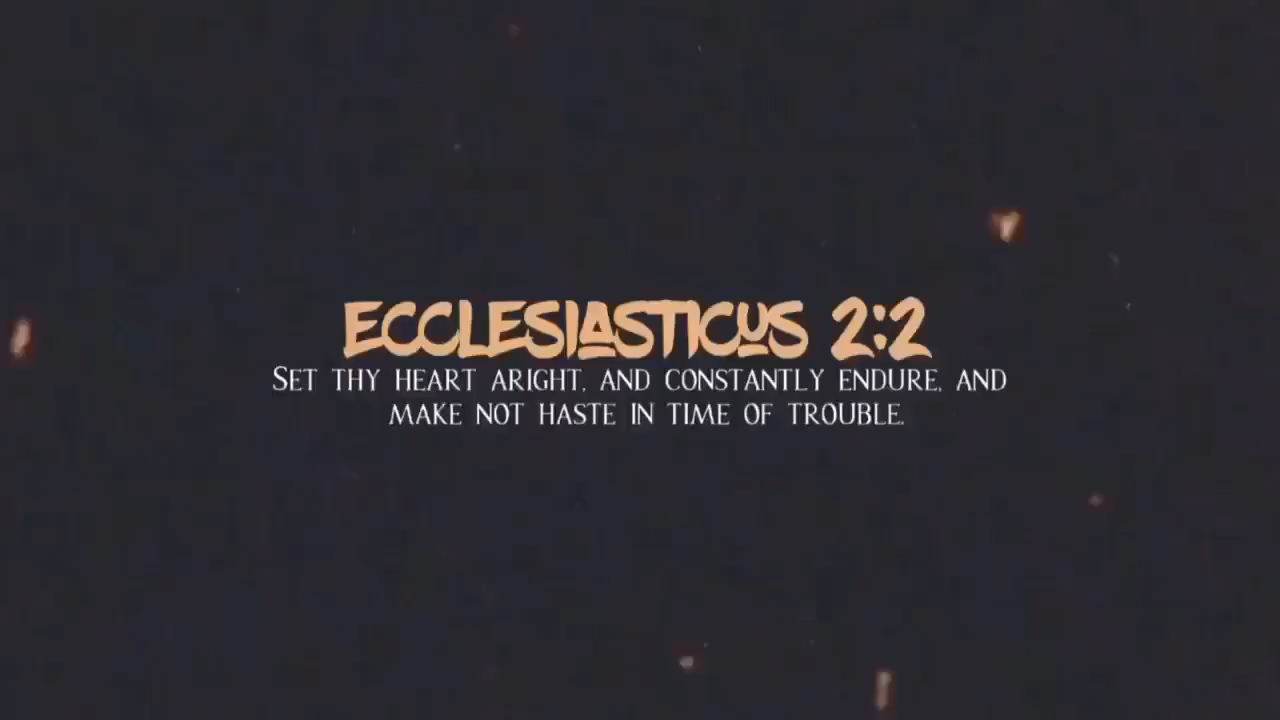 ECCLESIASTICUS 2:2
SET THY HEART ARIGHT, AND CONSTANTLY ENDURE, AND
MAKE NOT HASTE IN TIME OF TROUBLE.